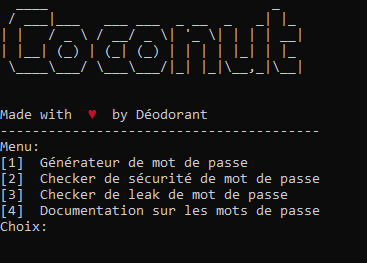 Coconut
Made with ♥ by Déodorant
----------------------------------------
Menu:
[1] Générateur de mot de passe
[2] Checker de sécurité de mot de passe
[3] Checker de leak de mot de passe
[4] Documentation sur les mots de passe
Choix: